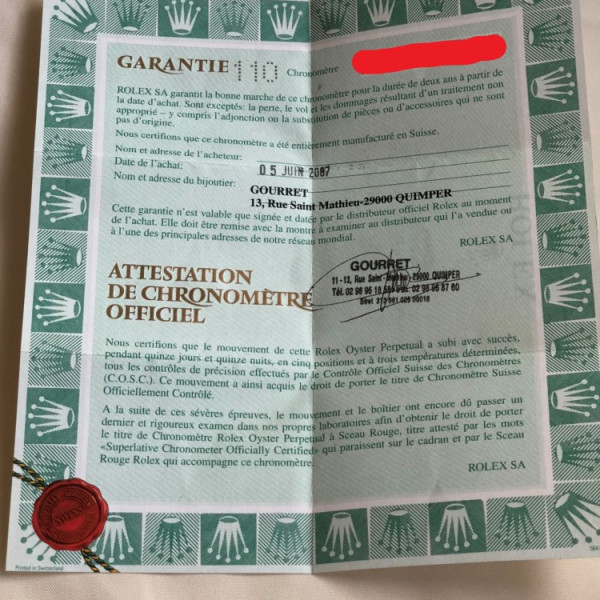 GARANTIE 110 Chronomètre
ROLEX SA garantit la bonne marche de ce chronomètre pour la durée de deux ans à partir de
la date d'achat. Sont exceptés: la perte, le vol et les dommages résultant d'un traitement non
approprié – y compris l'adjonction ou la substitution de pièces ou d'accessoires qui ne sont
pas d'origine.
Nous certifions que ce chronomètre a été entièrement manufacturé en Suisse.
Nom et adresse de l'acheteur:
Date de l'achat: 05 JUIN 2007
Nom et adresse du bijoutier:
GOURRET
13, Rue Saint-Mathieu-29000 QUIMPER
Cette garantie n'est valable que signée et datée par le distributeur officiel Rolex au moment
de l'achat. Elle doit être remise avec la montre à examiner au distributeur qui l'a vendue ou
à l'une des principales adresses de notre réseau mondial.
ROLEX SA
GOURRET
11 - 13, Rue Saint - Mathieu - 29000 QUIMPER
Tél. 02 98 95
ATTESTATION
DE CHRONOMÈTRE
OFFICIEL
Nous certifions que le mouvement de cette Rolex Oyster Perpetual a subi avec succès,
pendant quinze jours et quinze nuits, en cinq positions et à trois températures déterminées,
tous les contrôles de précision effectués par le Contrôle Officiel Suisse des Chronomètres
(C.O.S.C.). Ce mouvement a ainsi acquis le droit de porter le titre de Chronomètre Suisse
Officiellement Contrôlé.
A la suite de ces sévères épreuves, le mouvement et le boîtier ont encore dû passer un
dernier et rigoureux examen dans nos propres laboratoires afin d'obtenir le droit de porter
le titre de Chronomètre Rolex Oyster Perpetual à Sceau Rouge, titre attesté par les mots
«Superlative Chronometer Officially Certified» qui paraissent sur le cadran et par le Sceau
Rouge Rolex qui accompagne ce chronomètre.
ROLEX SA
Printed in Switzerland